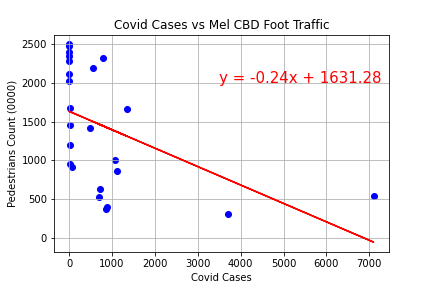 Covid Cases vs Mel CBD Foot Traffic
y = -0.24x + 1631.28
Pedestrians Count (0000)
2500
2000
1500
1000
500
0
0 1000 2000 3000 4000 5000 6000 7000
Covid Cases